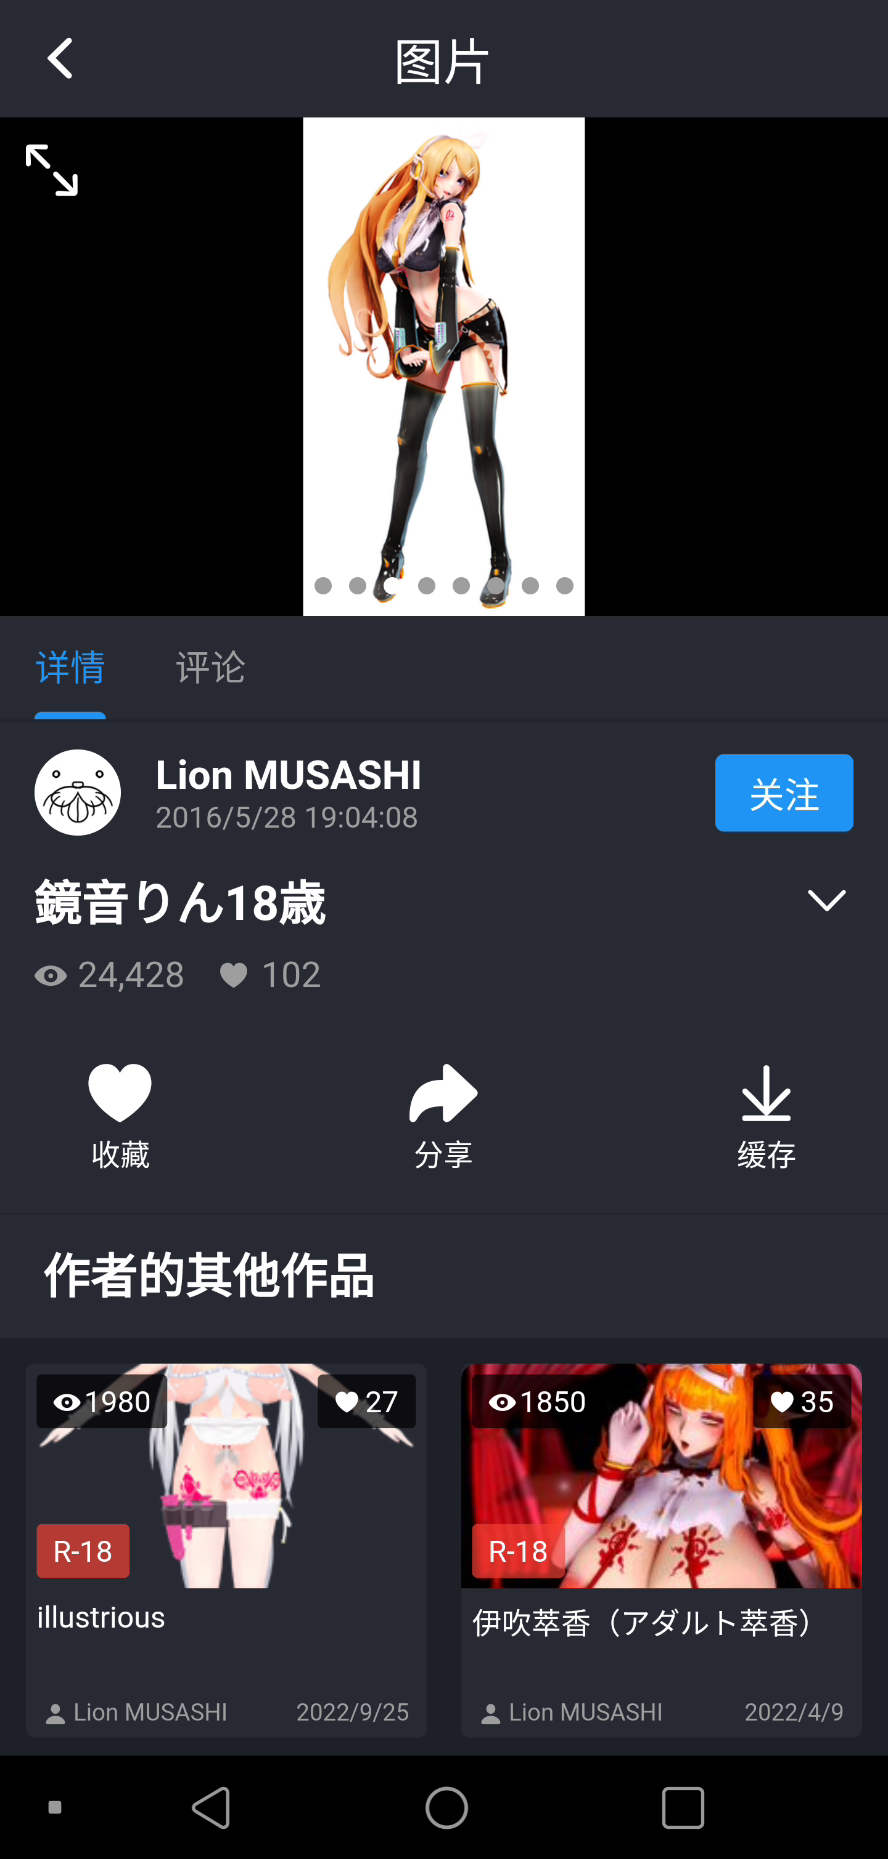 图片
详情 评论
Lion MUSASHI
2016/5/28 19:04:08
关注
鏡音りん18歳
24,428 102
收藏 分享 缓存
作者的其他作品
1980 27
R-18
illustrious
Lion MUSASHI 2022/9/25
1850 35
R-18
伊吹萃香（アダルト萃香）
Lion MUSASHI 2022/4/9